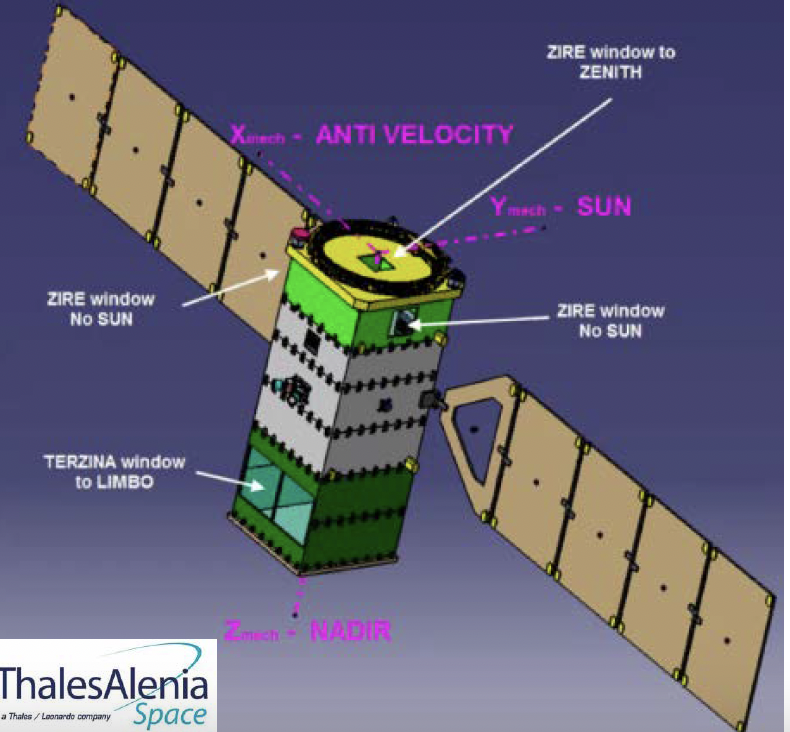 ZIRE window to
ZENITH
Xmech - ANTI VELOCITY
Ymech - SUN
ZIRE window
No SUN
ZIRE window
No SUN
TERZINA window
to LIMBO
Zmech - NADIR
ThalesAlenia
a Thales / Leonardo company
Space